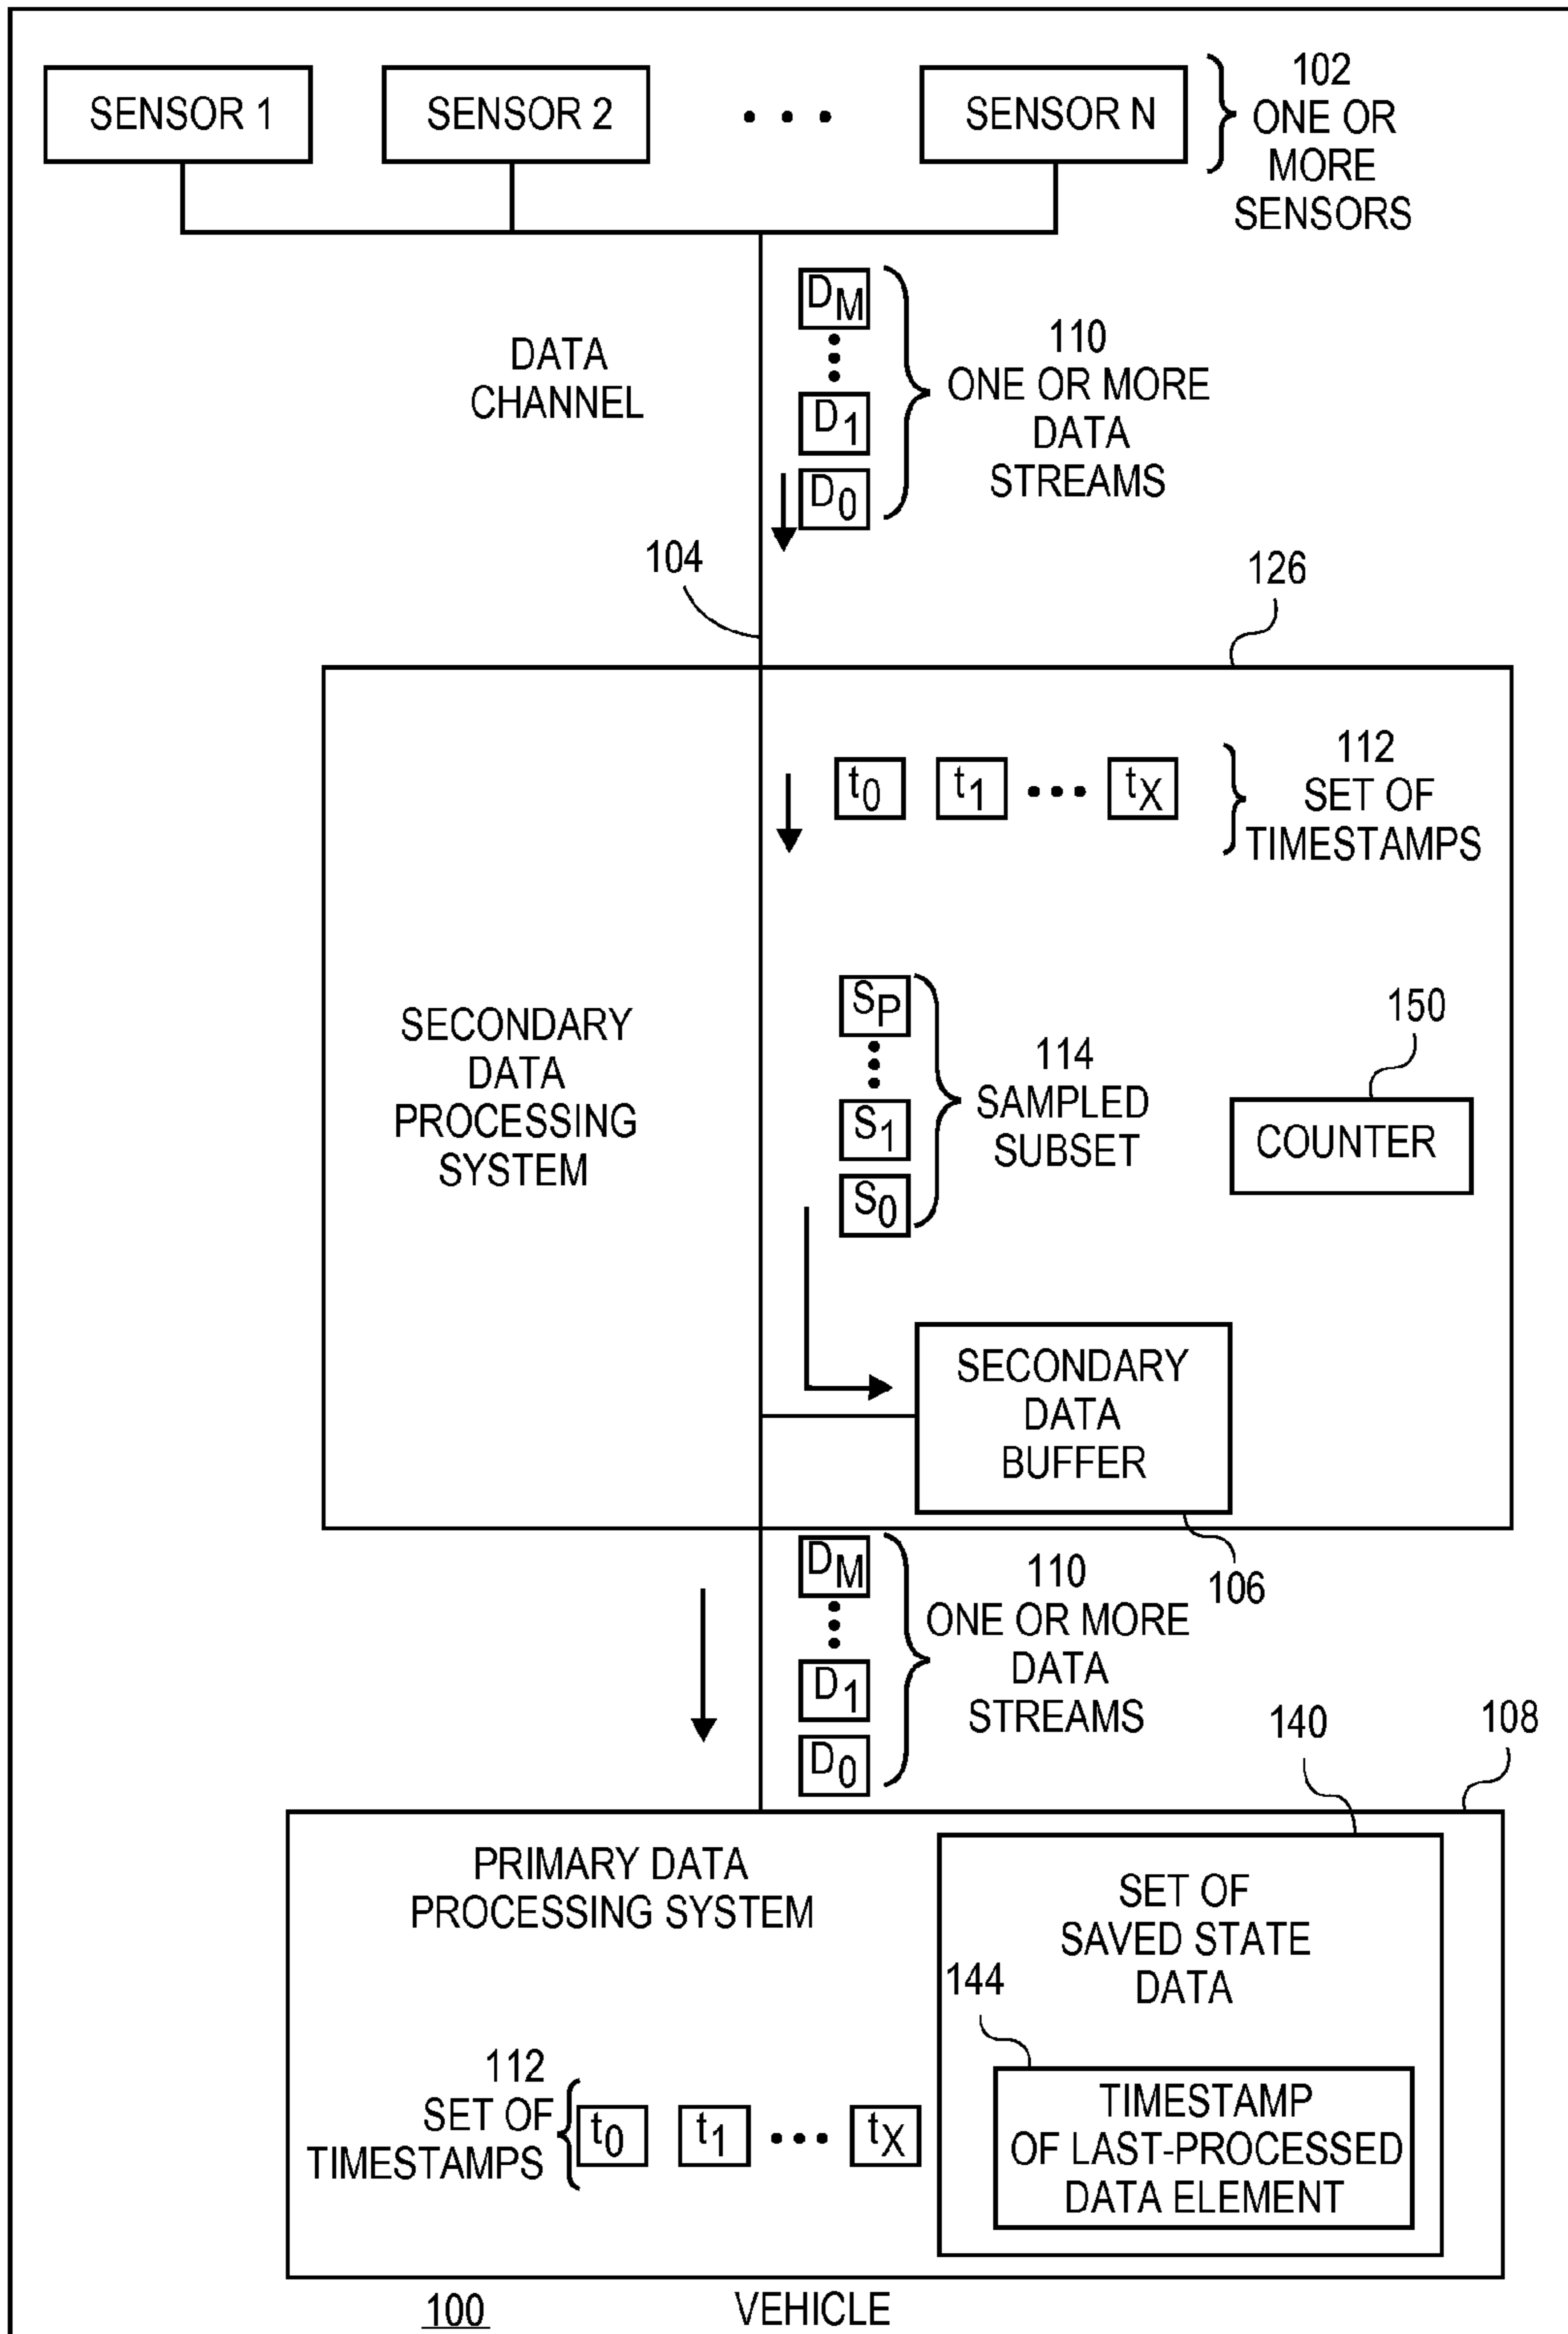 SENSOR 1
SENSOR 2
• • •
SENSOR N
102
ONE OR
MORE
SENSORS
DATA
CHANNEL
DM
D1
D0
110
ONE OR MORE
DATA
STREAMS
104
126
t0
t1
•••
tX
112
SET OF
TIMESTAMPS
SECONDARY
DATA
PROCESSING
SYSTEM
SP
S1
S0
114
SAMPLED
SUBSET
150
COUNTER
SECONDARY
DATA
BUFFER
106
DM
D1
D0
110
ONE OR MORE
DATA
STREAMS
140
108
PRIMARY DATA
PROCESSING SYSTEM
SET OF
SAVED STATE
DATA
144
TIMESTAMP
OF LAST-PROCESSED
DATA ELEMENT
112
SET OF
TIMESTAMPS
t0
t1
•••
tX
100
VEHICLE